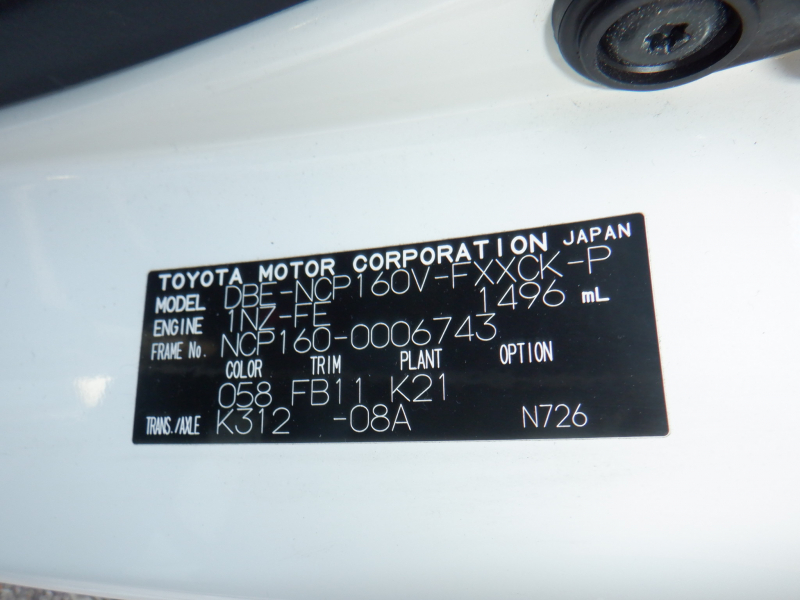 TOYOTA MOTOR CORPORATION JAPAN
MODEL DBE-NCP160V-FXXCK-P
ENGINE 1NZ-FE 1496 mL
FRAME No. NCP160-0006743
COLOR TRIM PLANT OPTION
058 FB11 K21
TRANS./AXLE K312 -08A N726